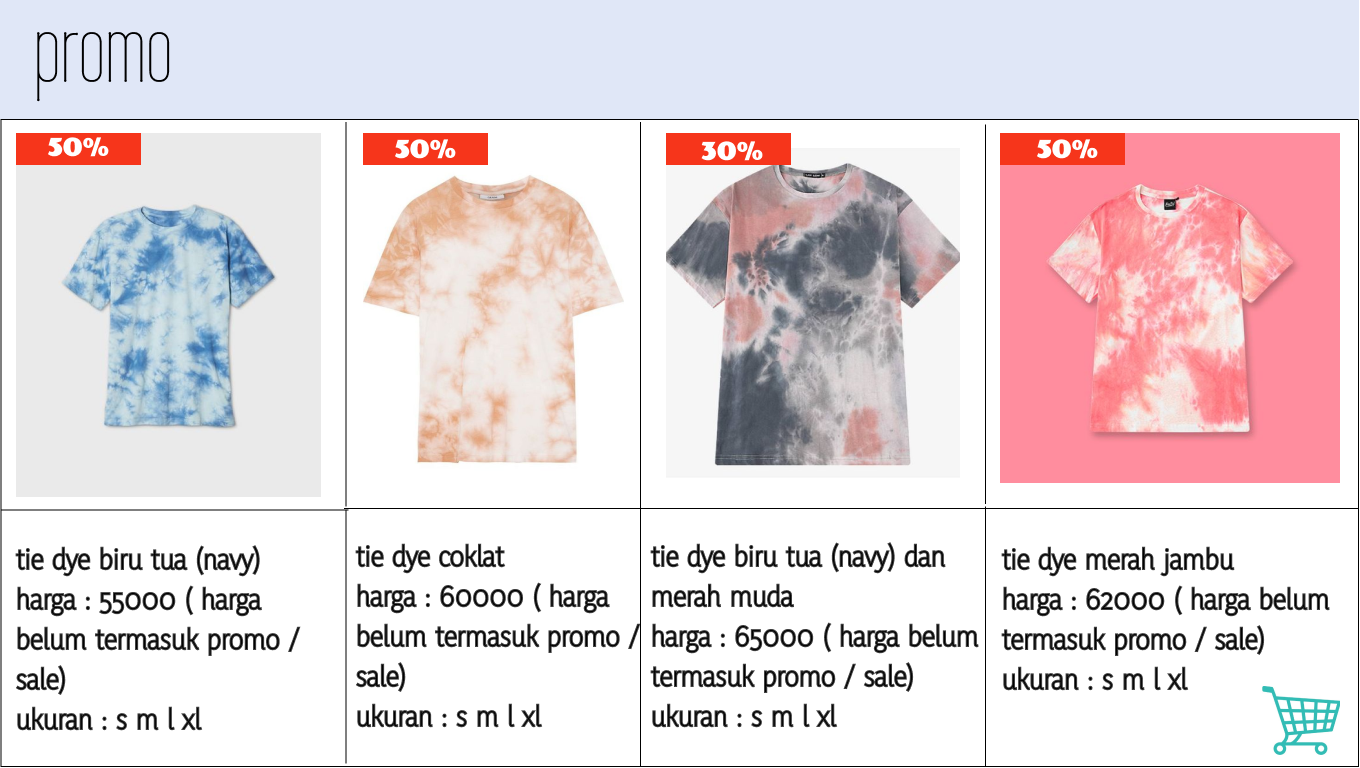 promo
50%
50%
30%
50%
tie dye biru tua (navy)
harga : 55000 ( harga
belum termasuk promo /
sale)
ukuran : s m l xl
tie dye coklat
harga : 60000 ( harga
belum termasuk promo /
sale)
ukuran : s m l xl
tie dye biru tua (navy) dan
merah muda
harga : 65000 ( harga belum
termasuk promo / sale)
ukuran : s m l xl
tie dye merah jambu
harga : 62000 ( harga belum
termasuk promo / sale)
ukuran : s m l xl